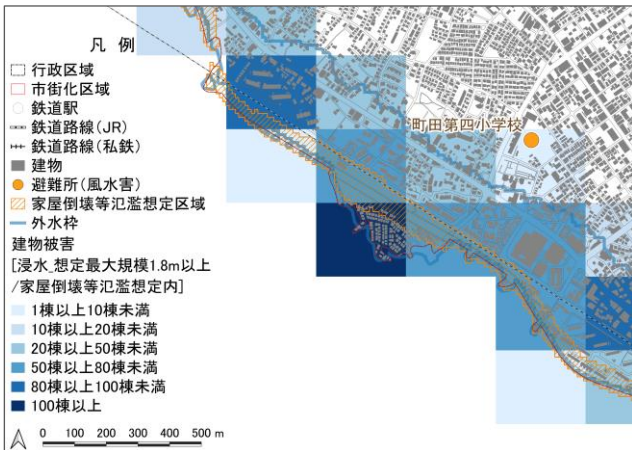 凡 例
行政区域
市街化区域
鉄道駅
鉄道路線(JR)
鉄道路線(私鉄)
建物
避難所(風水害)
家屋倒壊等氾濫想定区域
外水枠
建物被害
[浸水_想定最大規模1.8m以上
/家屋倒壊等氾濫想定内]
1棟以上10棟未満
10棟以上20棟未満
20棟以上50棟未満
50棟以上80棟未満
80棟以上100棟未満
100棟以上
0 100 200 300 400 500 m
町田第四小学校